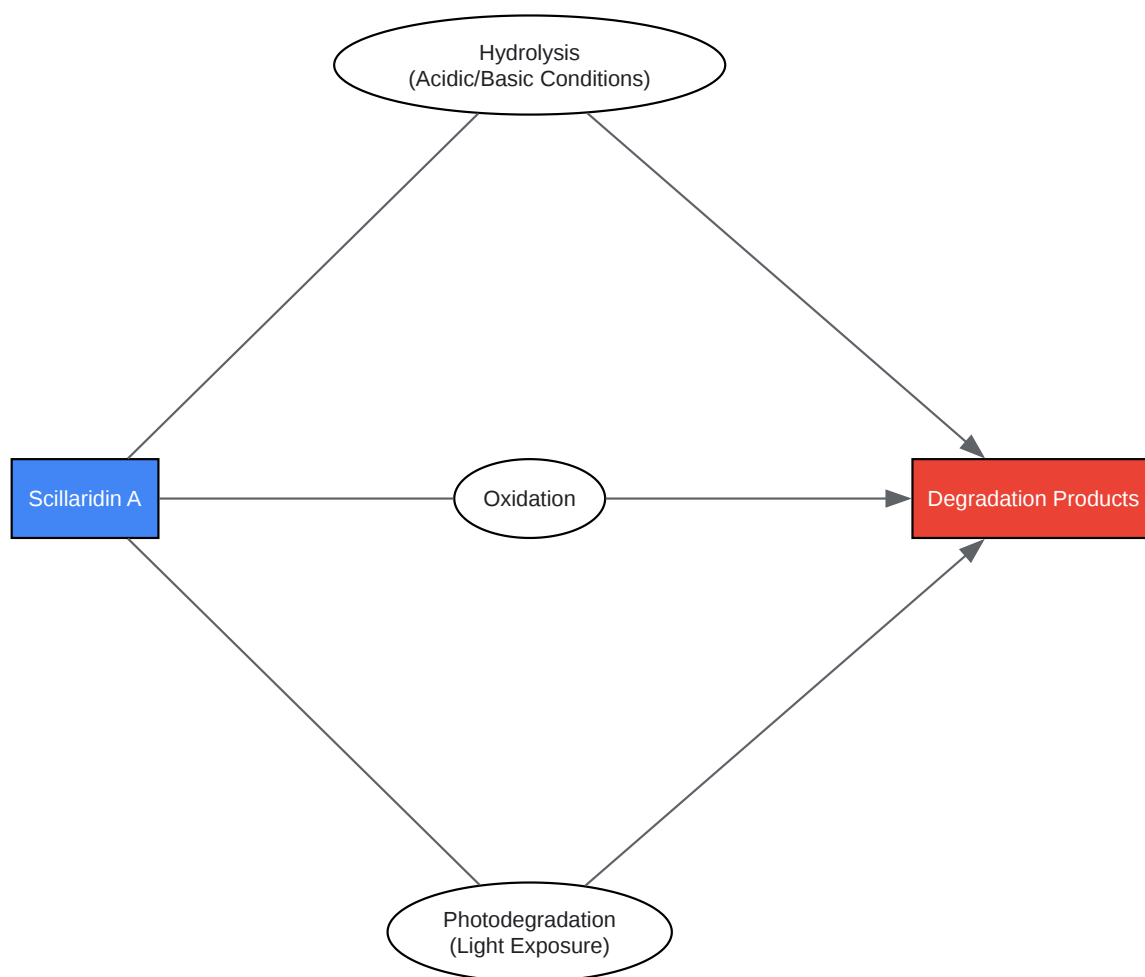 Hydrolysis
(Acidic/Basic Conditions)
Scillaridin A
Oxidation
Degradation Products
Photodegradation
(Light Exposure)